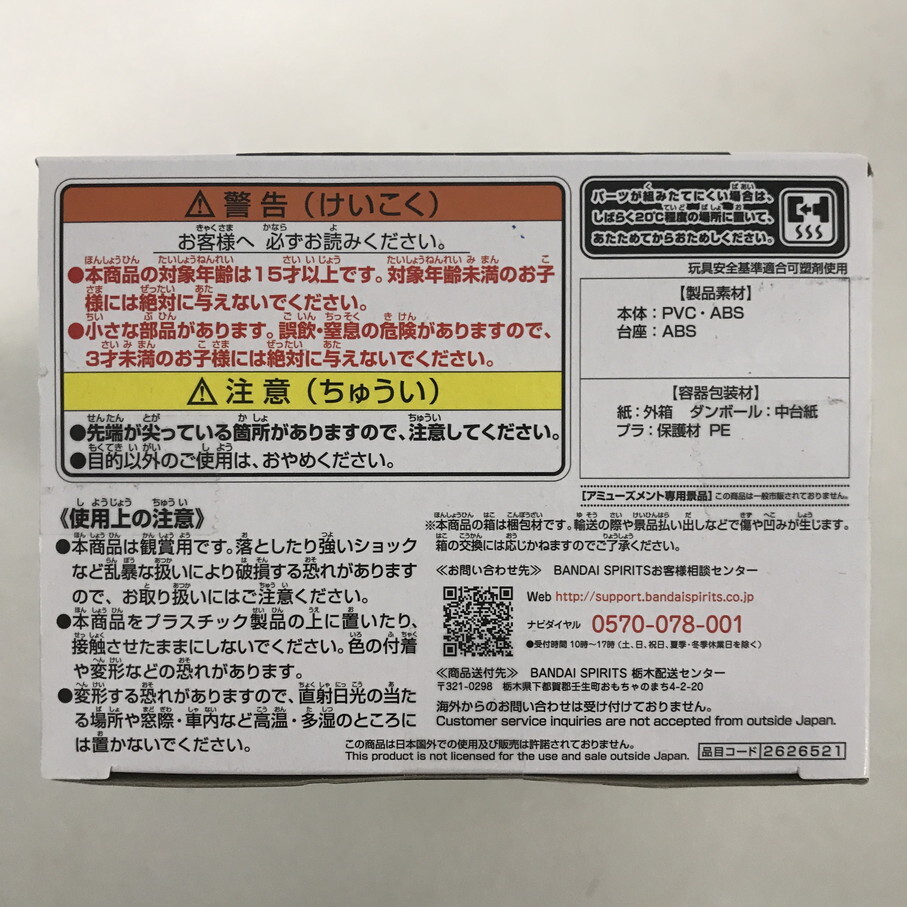 ⚠警告(けいこく)
お客様へ 必ずお読みください。
●本商品の対象年齢は15才以上です。対象年齢未満のお子
様には絶対に与えないでください。
●小さな部品があります。誤飲・窒息の危険がありますので、
3才未満のお子様には絶対に与えないでください。
⚠注意(ちゅうい)
●先端が尖っている箇所がありますので、注意してください。
●目的以外のご使用は、おやめください。
《使用上の注意》
●本商品は観賞用です。落としたり強いショック
など乱暴な扱いにより破損する恐れがあります
ので、お取り扱いにはご注意ください。
●本商品をプラスチック製品の上に置いたり、
接触させたままにしないでください。色の付着
や変形などの恐れがあります。
●変形する恐れがありますので、直射日光の当た
る場所や窓際・車内など高温・多湿のところに
は置かないでください。
パーツが組みたてにくい場合は、
しばらく20℃程度の場所に置いて、
あたためてからおためしください。
玩具安全基準適合可塑剤使用
【製品素材】
本体:PVC・ABS
台座:ABS
【容器包装材】
紙:外箱 ダンボール:中台紙
プラ:保護材 PE
【アミューズメント専用景品】この商品は一般市販されておりません。
※本商品の箱は梱包材です。輸送の際や景品払い出しなどで傷や凹みが生じます。
箱の交換には応じかねますのでご了承ください。
≪お問い合わせ先≫ BANDAI SPIRITSお客様相談センター
Web http://support.bandaispirits.co.jp
ナビダイヤル 0570-078-001
●受付時間 10時~17時(土、日、祝日、夏季・冬季休業日を除く)
≪商品送付先≫ BANDAI SPIRITS 栃木配送センター
〒321-0298 栃木県下都賀郡壬生町おもちゃのまち4-2-20
海外からのお問い合わせは受け付けておりません。
Customer service inquiries are not accepted from outside Japan.
この商品は日本国外での使用及び販売は許諾されておりません。
This product is not licensed for the use and sale outside Japan.
品目コード 2626521